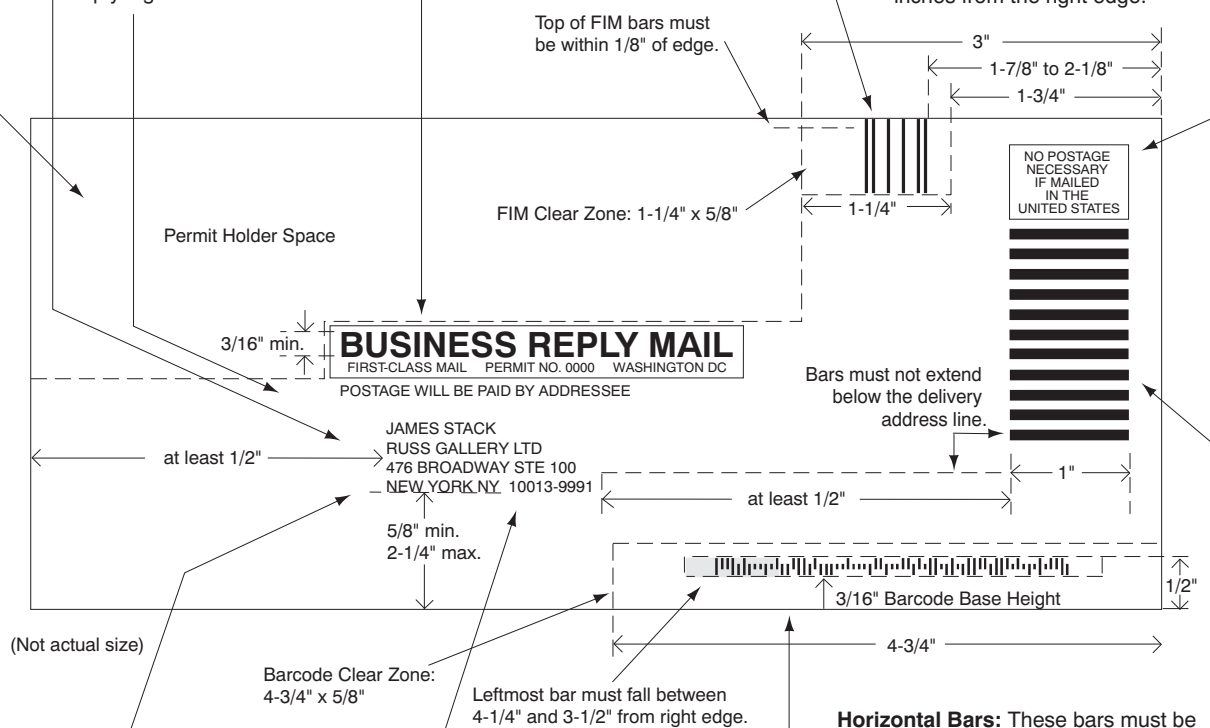 inches from the right edge.
Top of FIM bars must
be within 1/8" of edge.
3"
1-7/8" to 2-1/8"
1-3/4"
NO POSTAGE
NECESSARY
IF MAILED
IN THE
UNITED STATES
FIM Clear Zone: 1-1/4" x 5/8"
1-1/4"
Permit Holder Space
3/16" min.
BUSINESS REPLY MAIL
FIRST-CLASS MAIL PERMIT NO. 0000 WASHINGTON DC
POSTAGE WILL BE PAID BY ADDRESSEE
Bars must not extend
below the delivery
address line.
JAMES STACK
RUSS GALLERY LTD
476 BROADWAY STE 100
NEW YORK NY 10013-9991
at least 1/2"
1"
at least 1/2"
5/8" min.
2-1/4" max.
3/16" Barcode Base Height
1/2"
4-3/4"
(Not actual size)
Barcode Clear Zone:
4-3/4" x 5/8"
Leftmost bar must fall between
4-1/4" and 3-1/2" from right edge.
Horizontal Bars: These bars must be